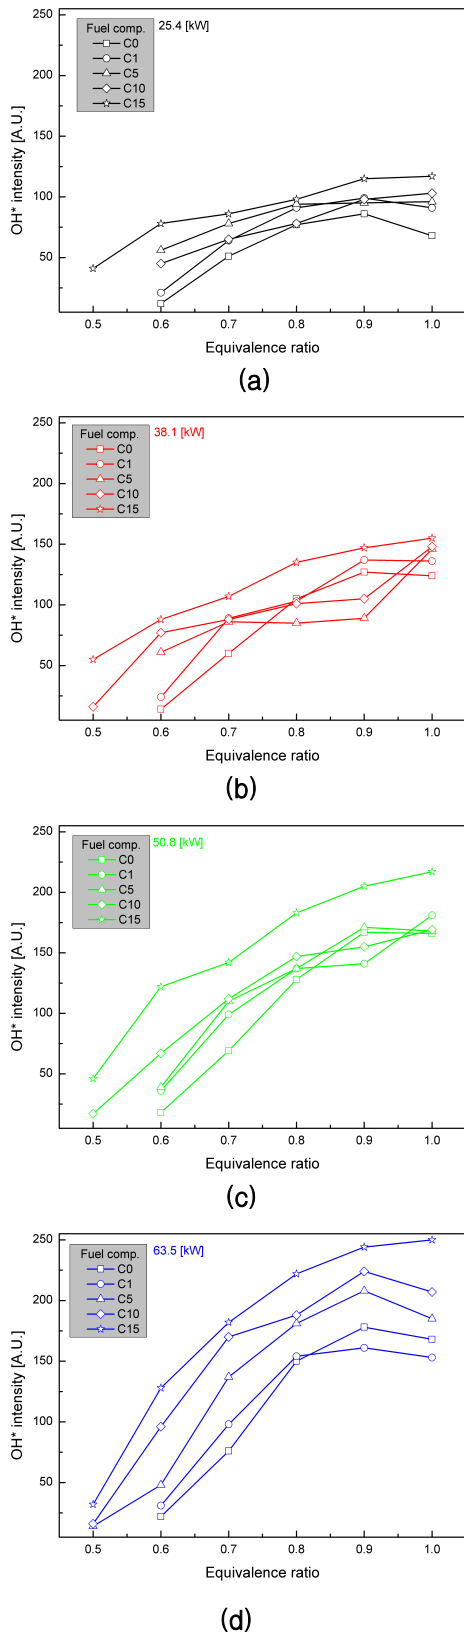 250
200
150
100
50
OH* intensity [A.U.]
Fuel comp.
25.4 [kW]
C0
C1
C5
C10
C15
0.5 0.6 0.7 0.8 0.9 1.0
Equivalence ratio
(a)
250
200
150
100
50
OH* intensity [A.U.]
Fuel comp.
38.1 [kW]
C0
C1
C5
C10
C15
0.5 0.6 0.7 0.8 0.9 1.0
Equivalence ratio
(b)
250
200
150
100
50
OH* intensity [A.U.]
Fuel comp.
50.8 [kW]
C0
C1
C5
C10
C15
0.5 0.6 0.7 0.8 0.9 1.0
Equivalence ratio
(c)
250
200
150
100
50
OH* intensity [A.U.]
Fuel comp.
63.5 [kW]
C0
C1
C5
C10
C15
0.5 0.6 0.7 0.8 0.9 1.0
Equivalence ratio
(d)